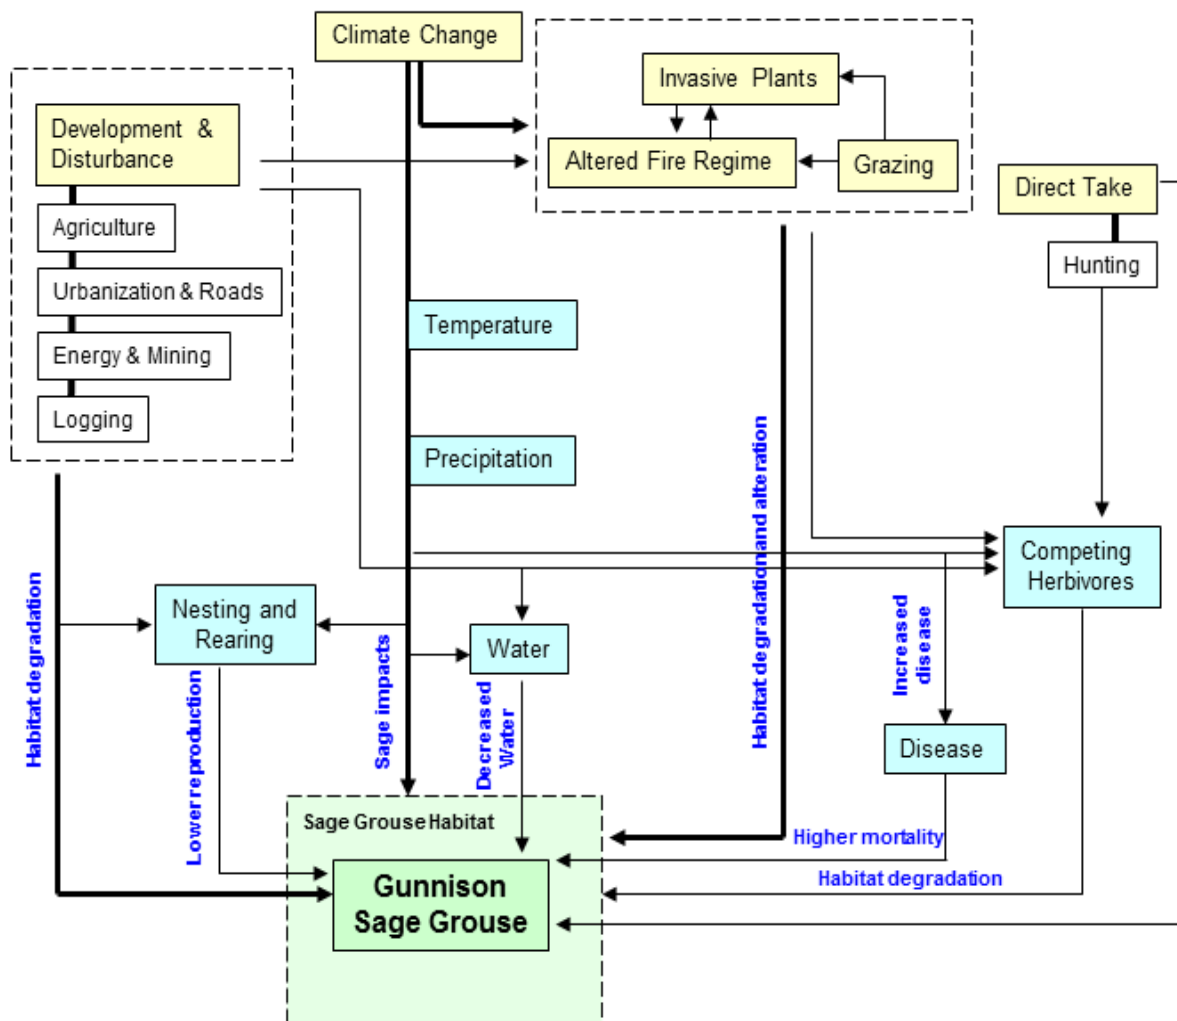 Climate Change
Invasive Plants
Development &
Disturbance
Altered Fire Regime
Grazing
Direct Take
Agriculture
Hunting
Urbanization & Roads
Temperature
Energy & Mining
Logging
Precipitation
Habitat degradation and alteration
Competing
Herbivores
Habitat degradation
Nesting and
Rearing
Sage impacts
Water
Increased
disease
Lower reproduction
Decreased
Water
Disease
Sage Grouse Habitat
Higher mortality
Gunnison
Sage Grouse
Habitat degradation